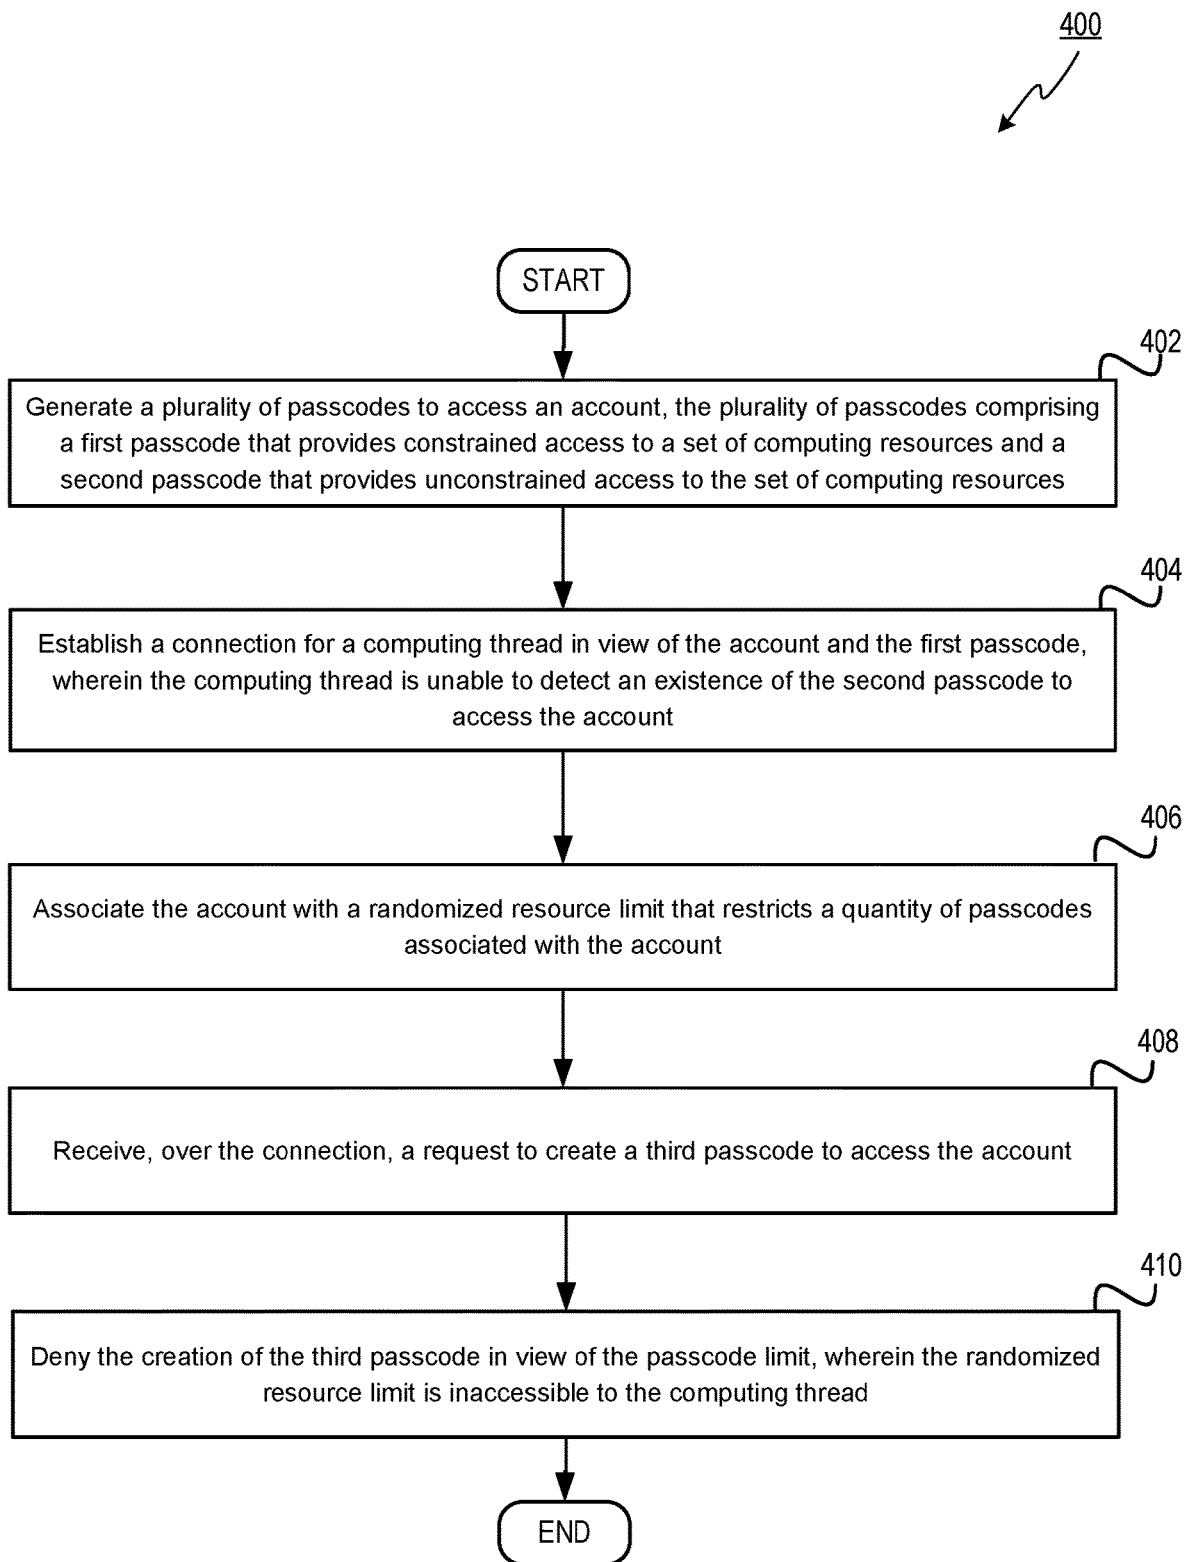 400
START
402
Generate a plurality of passcodes to access an account, the plurality of passcodes comprising
a first passcode that provides constrained access to a set of computing resources and a
second passcode that provides unconstrained access to the set of computing resources
404
Establish a connection for a computing thread in view of the account and the first passcode,
wherein the computing thread is unable to detect an existence of the second passcode to
access the account
406
Associate the account with a randomized resource limit that restricts a quantity of passcodes
associated with the account
408
Receive, over the connection, a request to create a third passcode to access the account
410
Deny the creation of the third passcode in view of the passcode limit, wherein the randomized
resource limit is inaccessible to the computing thread
END